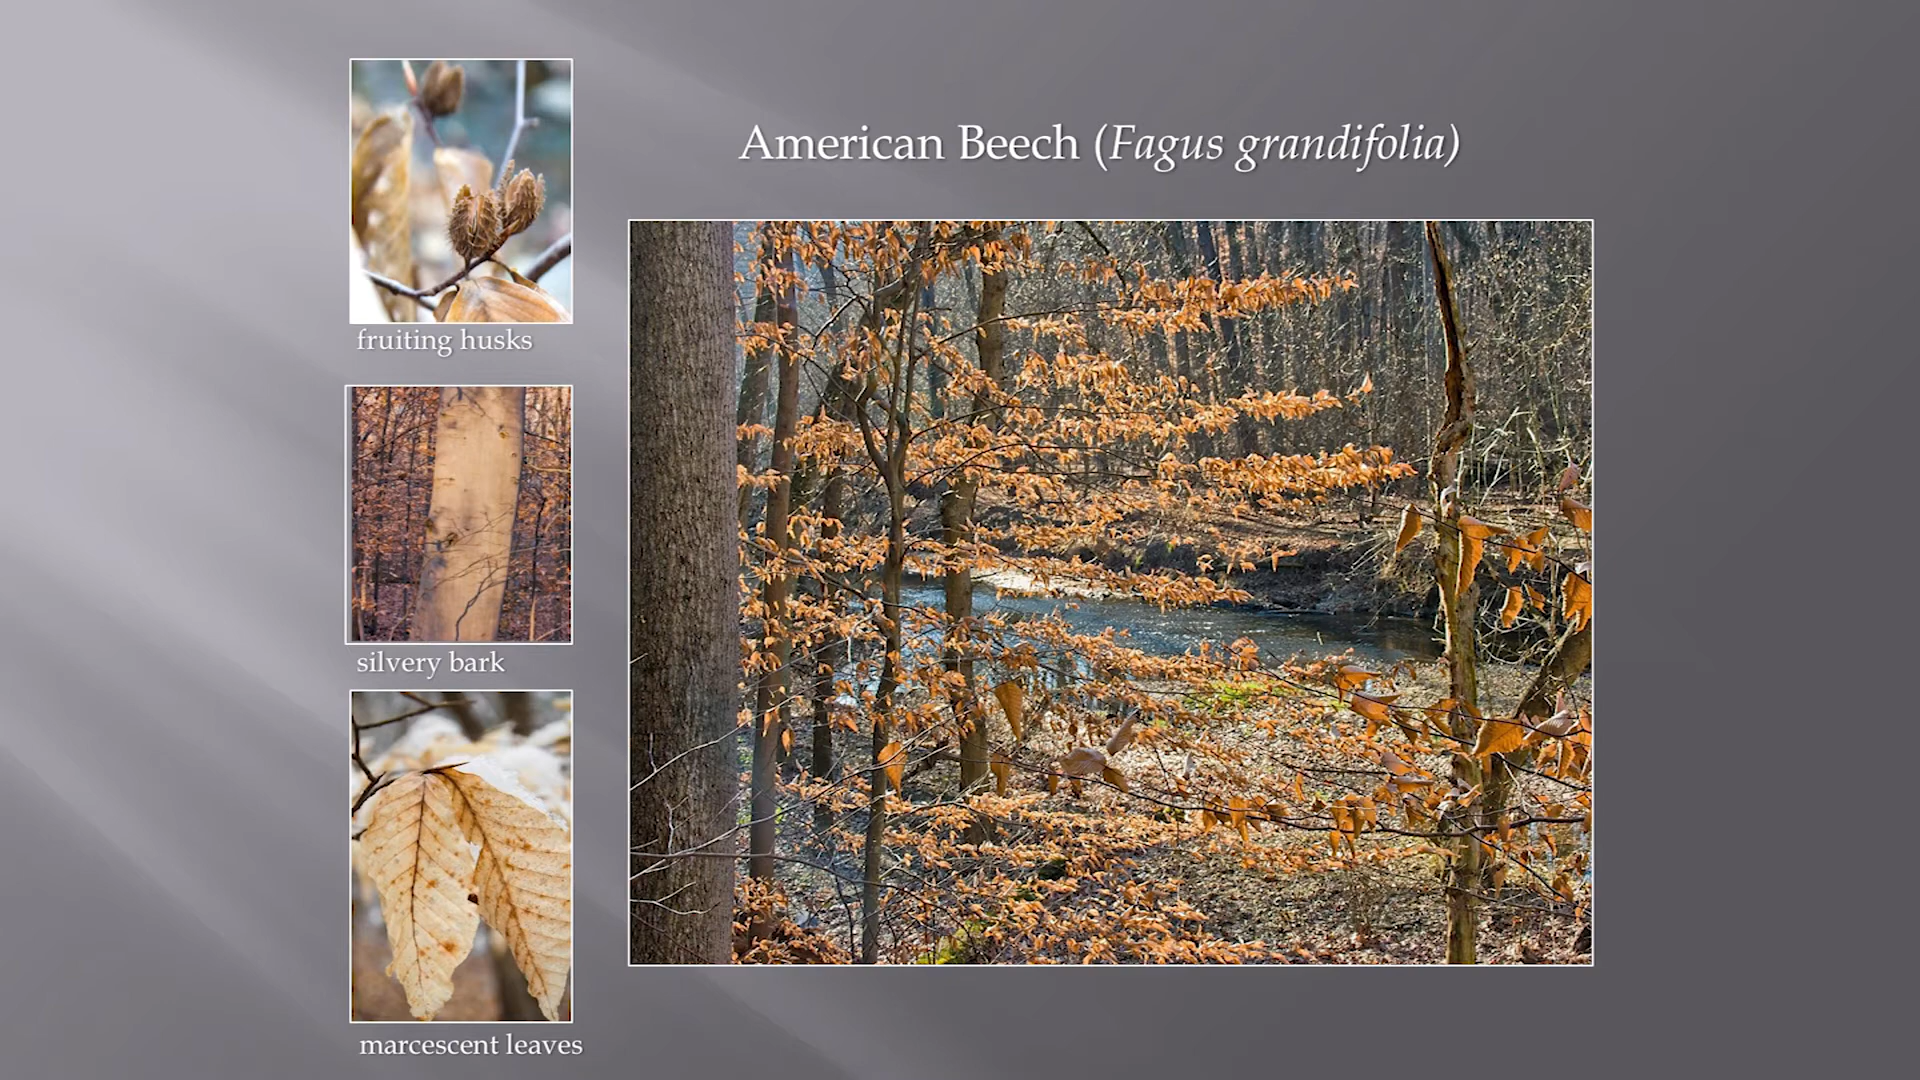 American Beech (Fagus grandifolia)
fruiting husks
silvery bark
marcescent leaves